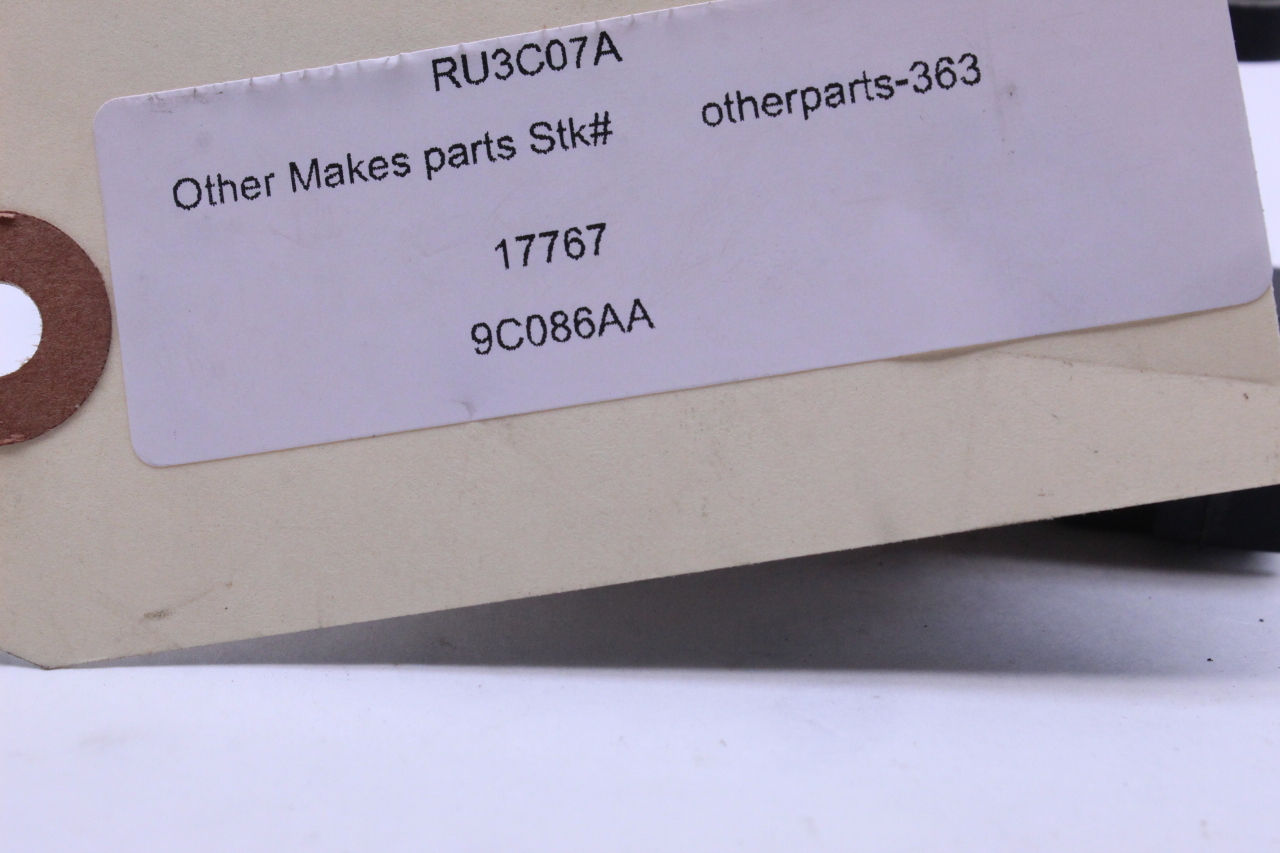 RU3C07A
Other Makes parts Stk# otherparts-363
17767
9C086AA